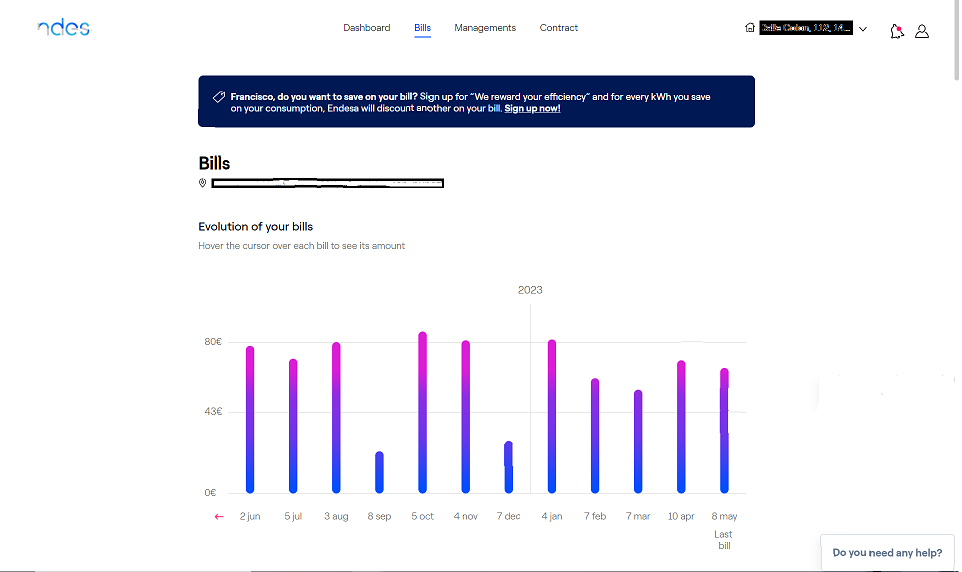 ndes
Dashboard Bills Managements Contract
Francisco, do you want to save on your bill? Sign up for “We reward your efficiency” and for every kWh you save
on your consumption, Endesa will discount another on your bill. Sign up now!
Bills
Evolution of your bills
Hover the cursor over each bill to see its amount
2023
80€
43€
0€
← 2 jun 5 jul 3 aug 8 sep 5 oct 4 nov 7 dec 4 jan 7 feb 7 mar 10 apr 8 may
Last
bill
Do you need any help?